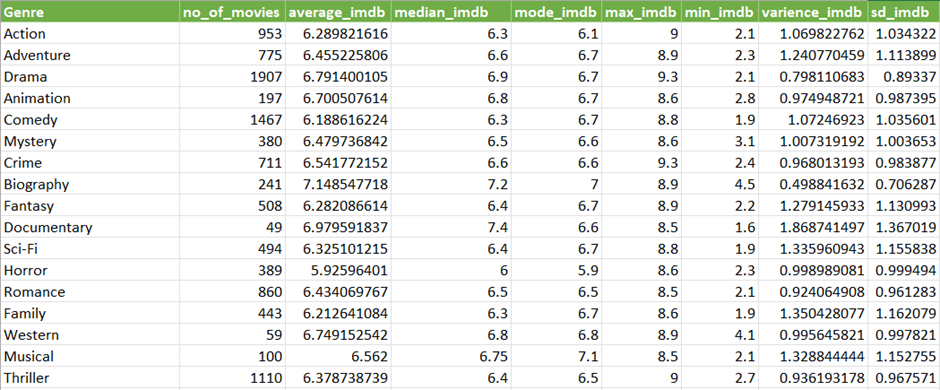 Genre no_of_movies average_imdb median_imdb mode_imdb max_imdb min_imdb varience_imdb sd_imdb
Action 953 6.289821616 6.3 6.1 9 2.1 1.069822762 1.034322
Adventure 775 6.455225806 6.6 6.7 8.9 2.3 1.240770459 1.113899
Drama 1907 6.791400105 6.9 6.7 9.3 2.1 0.798110683 0.89337
Animation 197 6.700507614 6.8 6.7 8.6 2.8 0.974948721 0.987395
Comedy 1467 6.188616224 6.3 6.7 8.8 1.9 1.07246923 1.035601
Mystery 380 6.479736842 6.5 6.6 8.6 3.1 1.007319192 1.003653
Crime 711 6.541772152 6.6 6.6 9.3 2.4 0.968013193 0.983877
Biography 241 7.148547718 7.2 7 8.9 4.5 0.498841632 0.706287
Fantasy 508 6.282086614 6.4 6.7 8.9 2.2 1.279145933 1.130993
Documentary 49 6.979591837 7.4 6.6 8.5 1.6 1.868741497 1.367019
Sci-Fi 494 6.325101215 6.4 6.7 8.8 1.9 1.335960943 1.155838
Horror 389 5.92596401 6 5.9 8.6 2.3 0.998989081 0.999494
Romance 860 6.434069767 6.5 6.5 8.5 2.1 0.924064908 0.961283
Family 443 6.212641084 6.3 6.7 8.6 1.9 1.350428077 1.162079
Western 59 6.749152542 6.8 6.8 8.9 4.1 0.995645821 0.997821
Musical 100 6.562 6.75 7.1 8.5 2.1 1.328844444 1.152755
Thriller 1110 6.378738739 6.4 6.5 9 2.7 0.936193178 0.967571